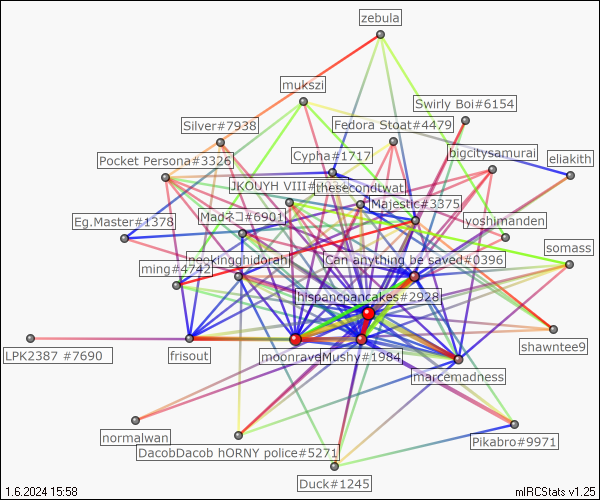 zebula
mukszi
Swirly Boi#6154
Silver#7938
Fedora Stoat#4479
Cypha#1717
bigcitysamurai
Pocket Persona#3326
eliakith
JKOUYH VIII#
thesecondtwat
Majestic#3375
Eg.Master#1378
Madネコ#6901
yoshimanden
somass
neckingghidorah
Can anything be saved#0396
ming#4742
hispancpancakes#2928
LPK2387 #7690
frisout
moonrave
Mushy#1984
shawntee9
marcemadness
normalwan
DacobDacob hORNY police#5271
Pikabro#9971
Duck#1245
1.6.2024 15:58
mIRCStats v1.25